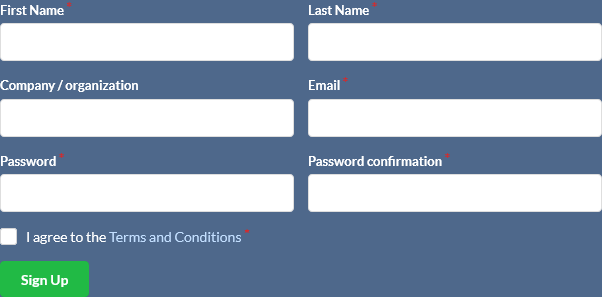 First Name *
Last Name *
Company / organization
Email *
Password *
Password confirmation *
I agree to the Terms and Conditions *
Sign Up